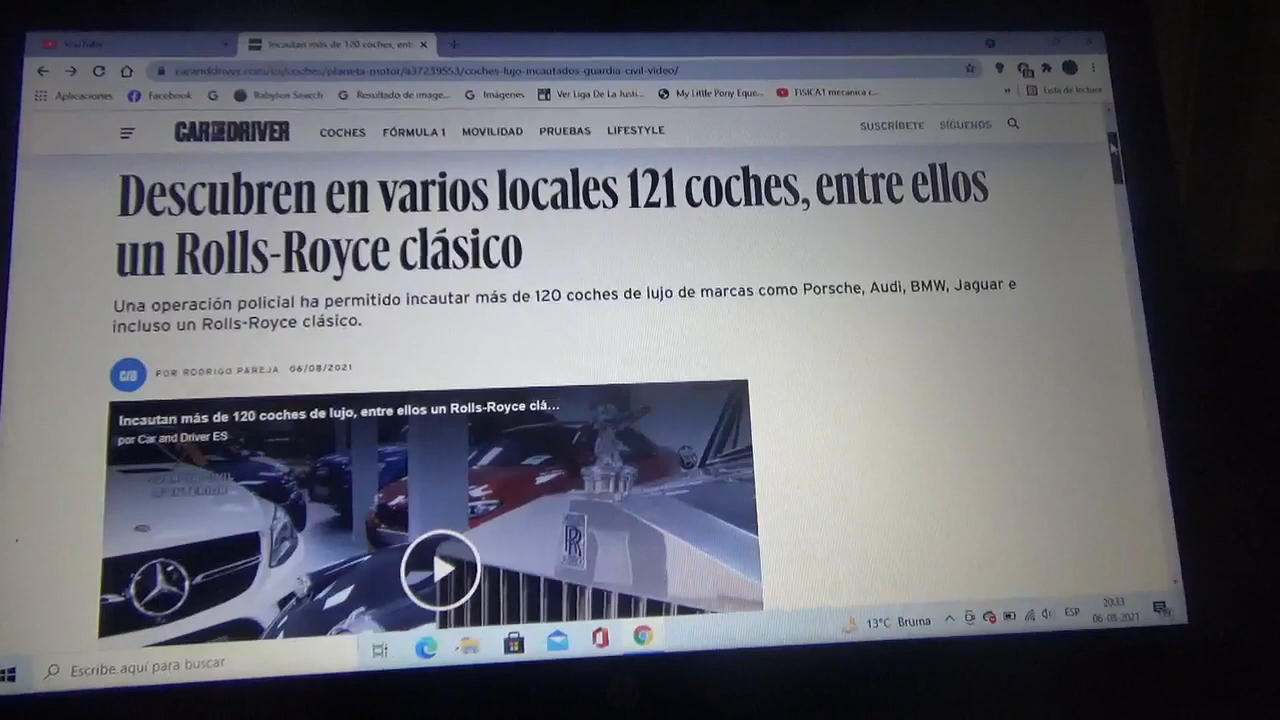 YouTube
Incautan más de 120 coches, ent
caranddriver.com/es/coches/planeta-motor/a37239553/coches-lujo-incautados-guardia-civil-video/
Aplicaciones Facebook Babylon Search Resultado de image... Imágenes Ver Liga De La Justi... My Little Pony Eque... FISICA1 mecanica c... » Lista de lectura
CAR AND DRIVER COCHES FÓRMULA 1 MOVILIDAD PRUEBAS LIFESTYLE SUSCRÍBETE SÍGUENOS
Descubren en varios locales 121 coches, entre ellos
un Rolls-Royce clásico
Una operación policial ha permitido incautar más de 120 coches de lujo de marcas como Porsche, Audi, BMW, Jaguar e
incluso un Rolls-Royce clásico.
POR RODRIGO PAREJA 06/08/2021
Incautan más de 120 coches de lujo, entre ellos un Rolls-Royce clá...
por Car and Driver ES
RR
Escribe aquí para buscar
13°C Bruma ESP 20:33
06-08-2021